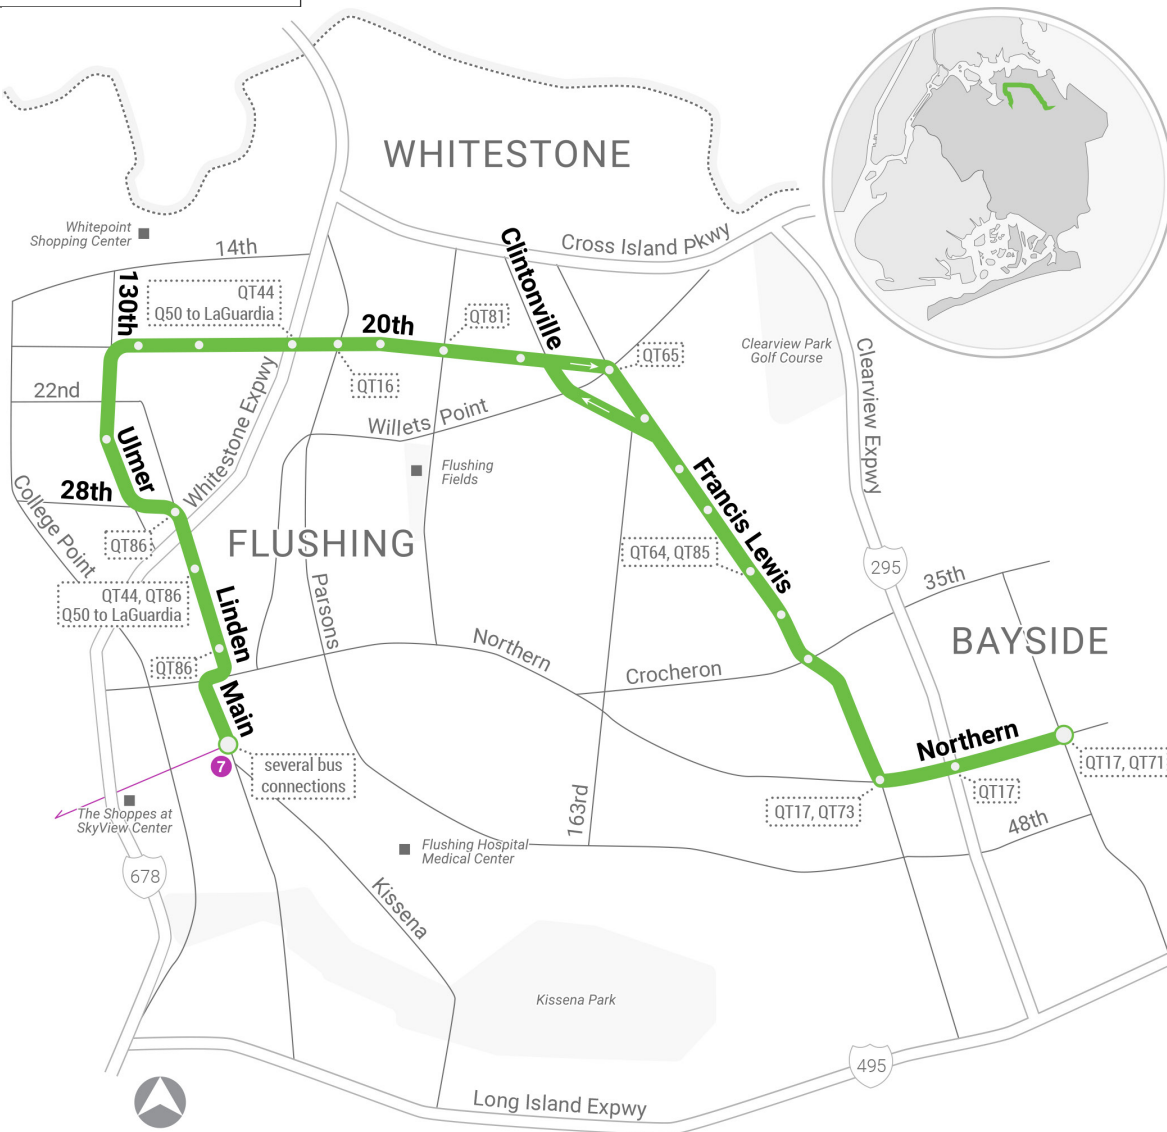 WHITESTONE
Whitepoint
Shopping Center
14th
Cross Island Pkwy
Clintonville
130th
QT44
Q50 to LaGuardia
20th
QT81
QT65
QT16
Clearview Park
Golf Course
Clearview Expwy
22nd
Whitestone Expwy
Willets Point
Ulmer
28th
College Point
Flushing
Fields
Francis Lewis
QT86
FLUSHING
QT64, QT85
295
35th
QT44, QT86
Q50 to LaGuardia
Linden
Parsons
BAYSIDE
Northern
Crocheron
QT86
Main
Northern
7
several bus
connections
QT17, QT71
QT17
QT17, QT73
The Shoppes at
SkyView Center
163rd
48th
Flushing Hospital
Medical Center
678
Kissena
Kissena Park
495
Long Island Expwy